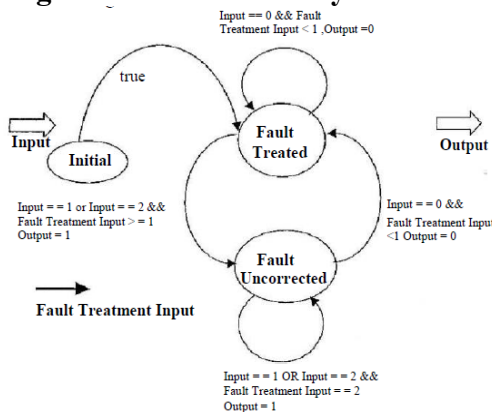 Input == 0 && Fault
Treatment Input < 1 ,Output =0
true
Input
Initial
Fault
Treated
Output
Input = = 1 or Input = = 2 &&
Fault Treatment Input > = 1
Output = 1
Input = = 0 &&
Fault Treatment Input
<1 Output = 0
Fault
Uncorrected
Fault Treatment Input
Input = = 1 OR Input = = 2 &&
Fault Treatment Input = = 2
Output = 1